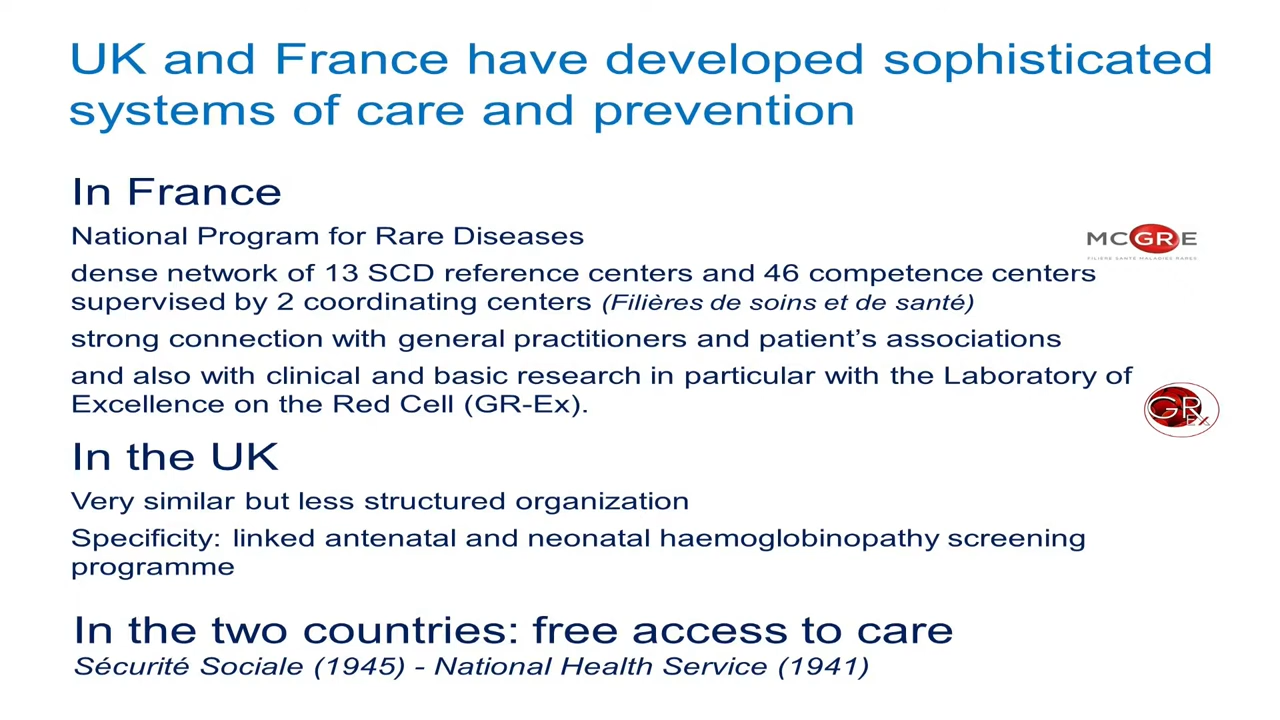 UK and France have developed sophisticated
systems of care and prevention
In France
National Program for Rare Diseases
MCGRE
FILIÈRE SANTÉ MALADIES RARES
dense network of 13 SCD reference centers and 46 competence centers
supervised by 2 coordinating centers (Filières de soins et de santé)
strong connection with general practitioners and patient’s associations
and also with clinical and basic research in particular with the Laboratory of
Excellence on the Red Cell (GR-Ex).
GR
Ex
In the UK
Very similar but less structured organization
Specificity: linked antenatal and neonatal haemoglobinopathy screening
programme
In the two countries: free access to care
Sécurité Sociale (1945) - National Health Service (1941)